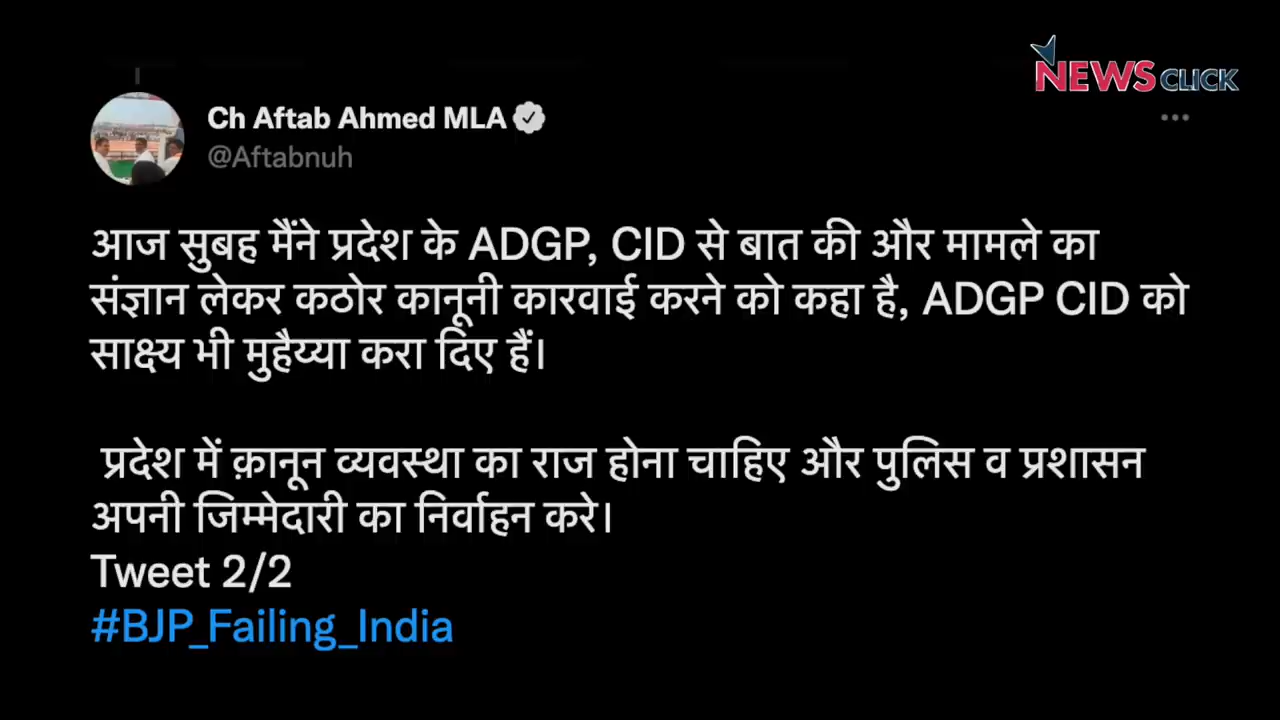 NEWSCLICK
Ch Aftab Ahmed MLA
@Aftabnuh
आज सुबह मैंने प्रदेश के ADGP, CID से बात की और मामले का
संज्ञान लेकर कठोर कानूनी कारवाई करने को कहा है, ADGP CID को
साक्ष्य भी मुहैय्या करा दिए हैं।
प्रदेश में क़ानून व्यवस्था का राज होना चाहिए और पुलिस व प्रशासन
अपनी जिम्मेदारी का निर्वाहन करे।
Tweet 2/2
#BJP_Failing_India